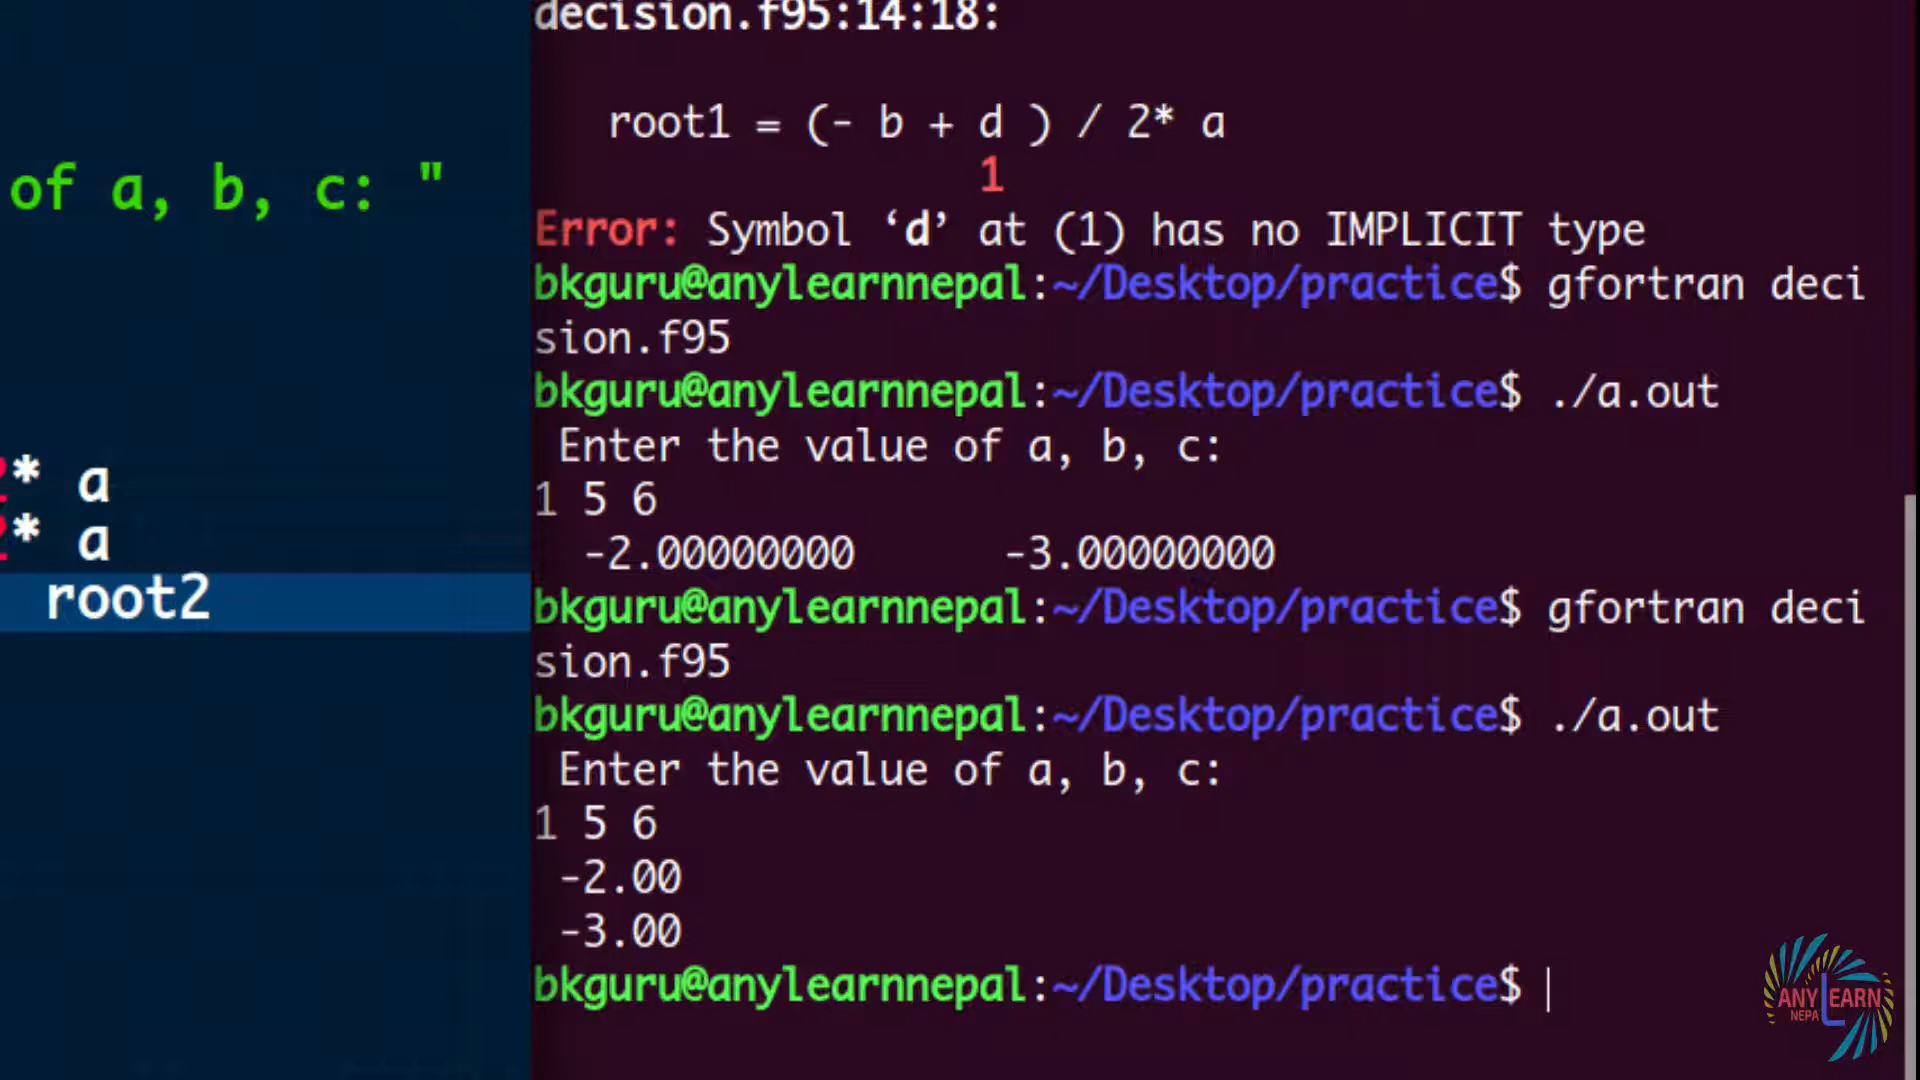 of a, b, c: "
* a
* a
root2
decision.f95:14:18:
root1 = (- b + d ) / 2* a
1
Error: Symbol ‘d’ at (1) has no IMPLICIT type
bkguru@anylearnnepal:~/Desktop/practice$ gfortran deci
sion.f95
bkguru@anylearnnepal:~/Desktop/practice$ ./a.out
Enter the value of a, b, c:
1 5 6
-2.00000000 -3.00000000
bkguru@anylearnnepal:~/Desktop/practice$ gfortran deci
sion.f95
bkguru@anylearnnepal:~/Desktop/practice$ ./a.out
Enter the value of a, b, c:
1 5 6
-2.00
-3.00
bkguru@anylearnnepal:~/Desktop/practice$
ANY LEARN
NEPAL